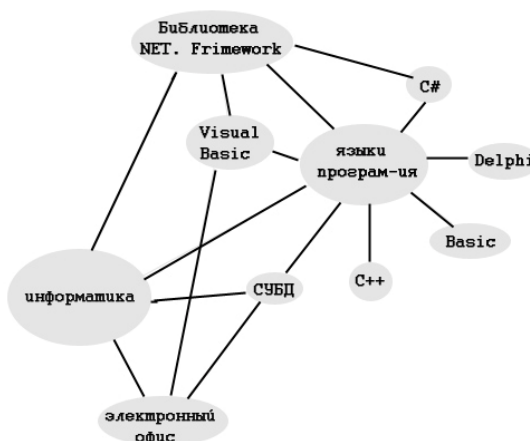 Библиотека
NET. Frimework
C#
Visual
Basic
языки
програм-ия
Delphi
Basic
C++
СУБД
информатика
электронный
офис